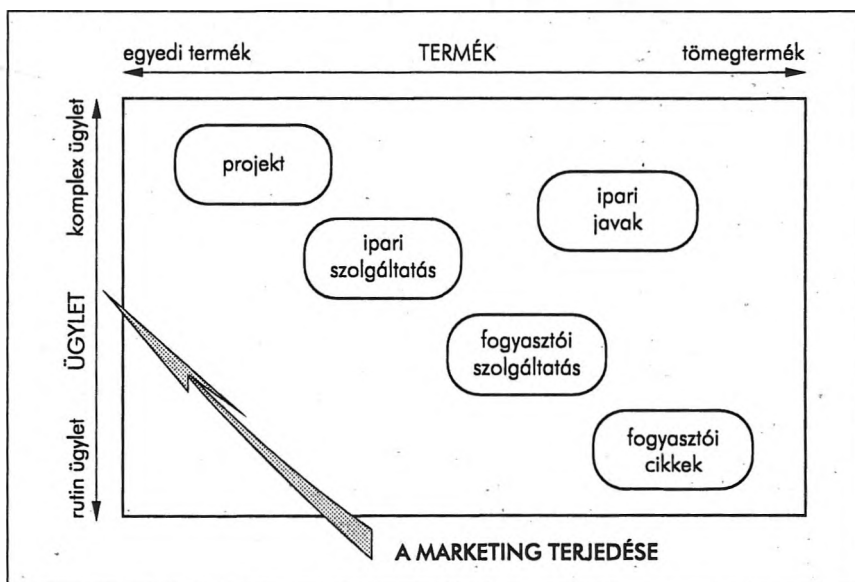 egyedi termék TERMÉK tömegtermék
komplex ügylet
ÜGYLET
rutin ügylet
projekt
ipari
javak
ipari
szolgáltatás
fogyasztói
szolgáltatás
fogyasztói
cikkek
A MARKETING TERJEDÉSE